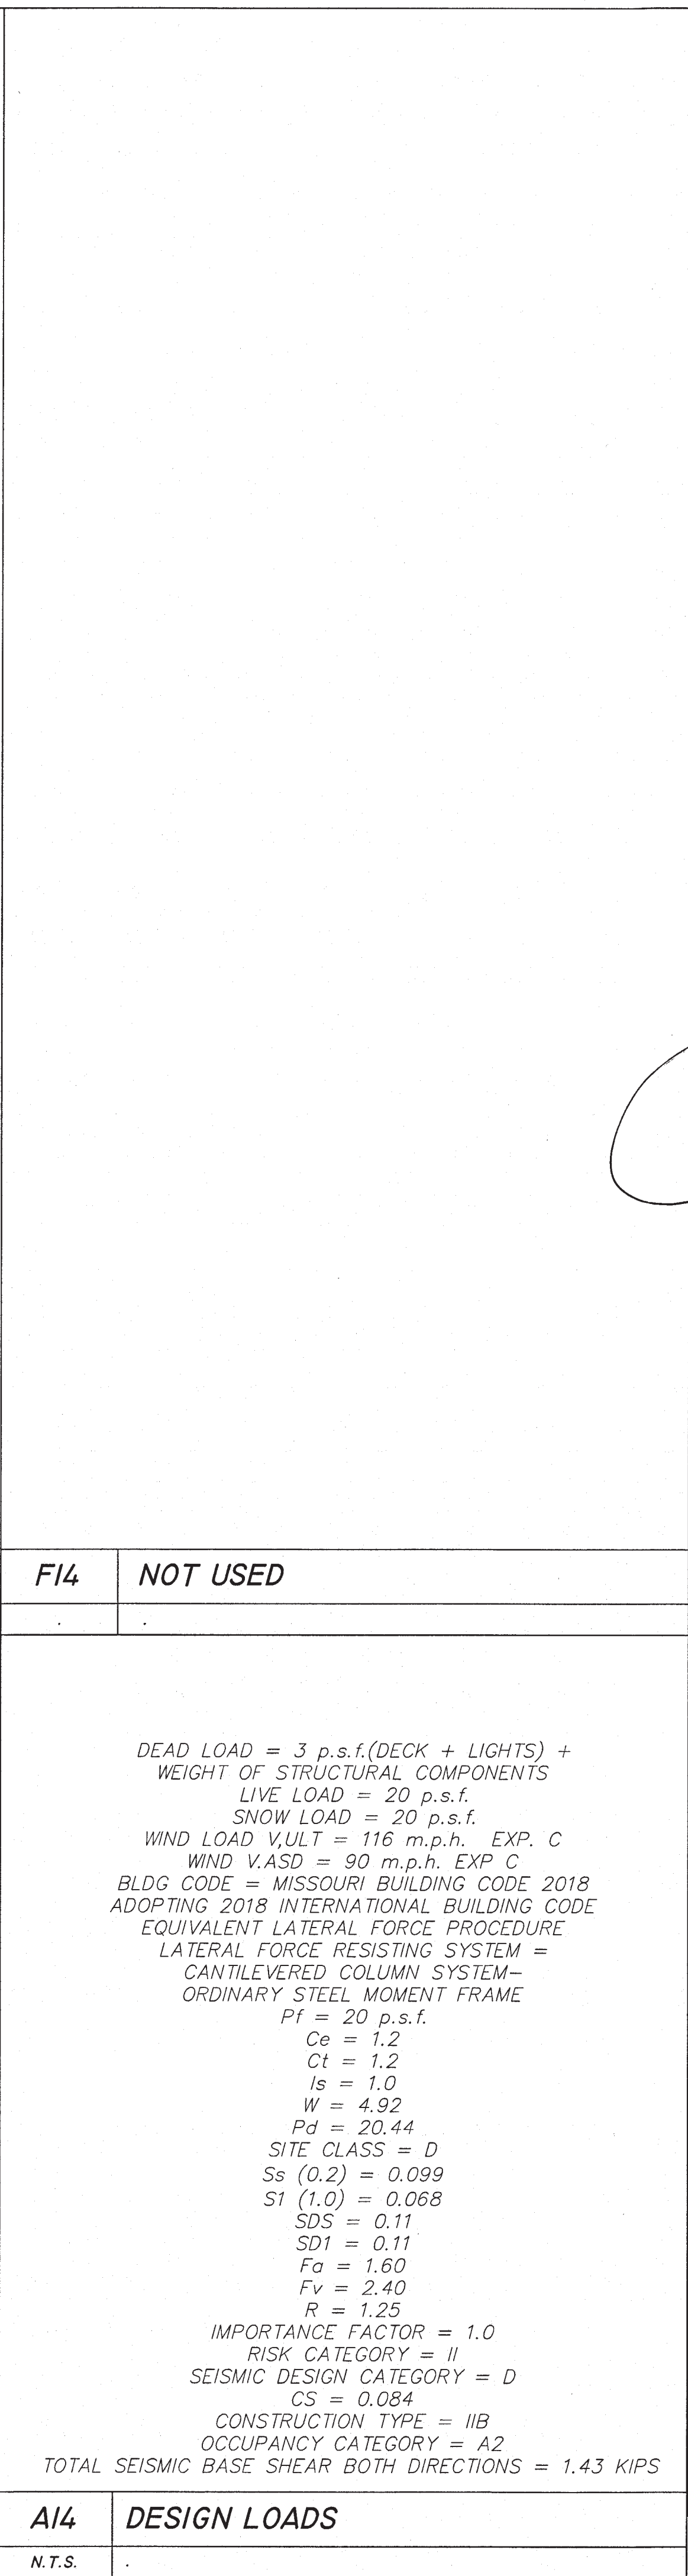 F14 NOT USED
. .
DEAD LOAD = 3 p.s.f.(DECK + LIGHTS) +
WEIGHT OF STRUCTURAL COMPONENTS
LIVE LOAD = 20 p.s.f.
SNOW LOAD = 20 p.s.f.
WIND LOAD V,ULT = 116 m.p.h. EXP. C
WIND V.ASD = 90 m.p.h. EXP C
BLDG CODE = MISSOURI BUILDING CODE 2018
ADOPTING 2018 INTERNATIONAL BUILDING CODE
EQUIVALENT LATERAL FORCE PROCEDURE
LATERAL FORCE RESISTING SYSTEM =
CANTILEVERED COLUMN SYSTEM–
ORDINARY STEEL MOMENT FRAME
Pf = 20 p.s.f.
Ce = 1.2
Ct = 1.2
Is = 1.0
W = 4.92
Pd = 20.44
SITE CLASS = D
Ss (0.2) = 0.099
S1 (1.0) = 0.068
SDS = 0.11
SD1 = 0.11
Fa = 1.60
Fv = 2.40
R = 1.25
IMPORTANCE FACTOR = 1.0
RISK CATEGORY = II
SEISMIC DESIGN CATEGORY = D
CS = 0.084
CONSTRUCTION TYPE = IIB
OCCUPANCY CATEGORY = A2
TOTAL SEISMIC BASE SHEAR BOTH DIRECTIONS = 1.43 KIPS
A14 DESIGN LOADS
N.T.S. .